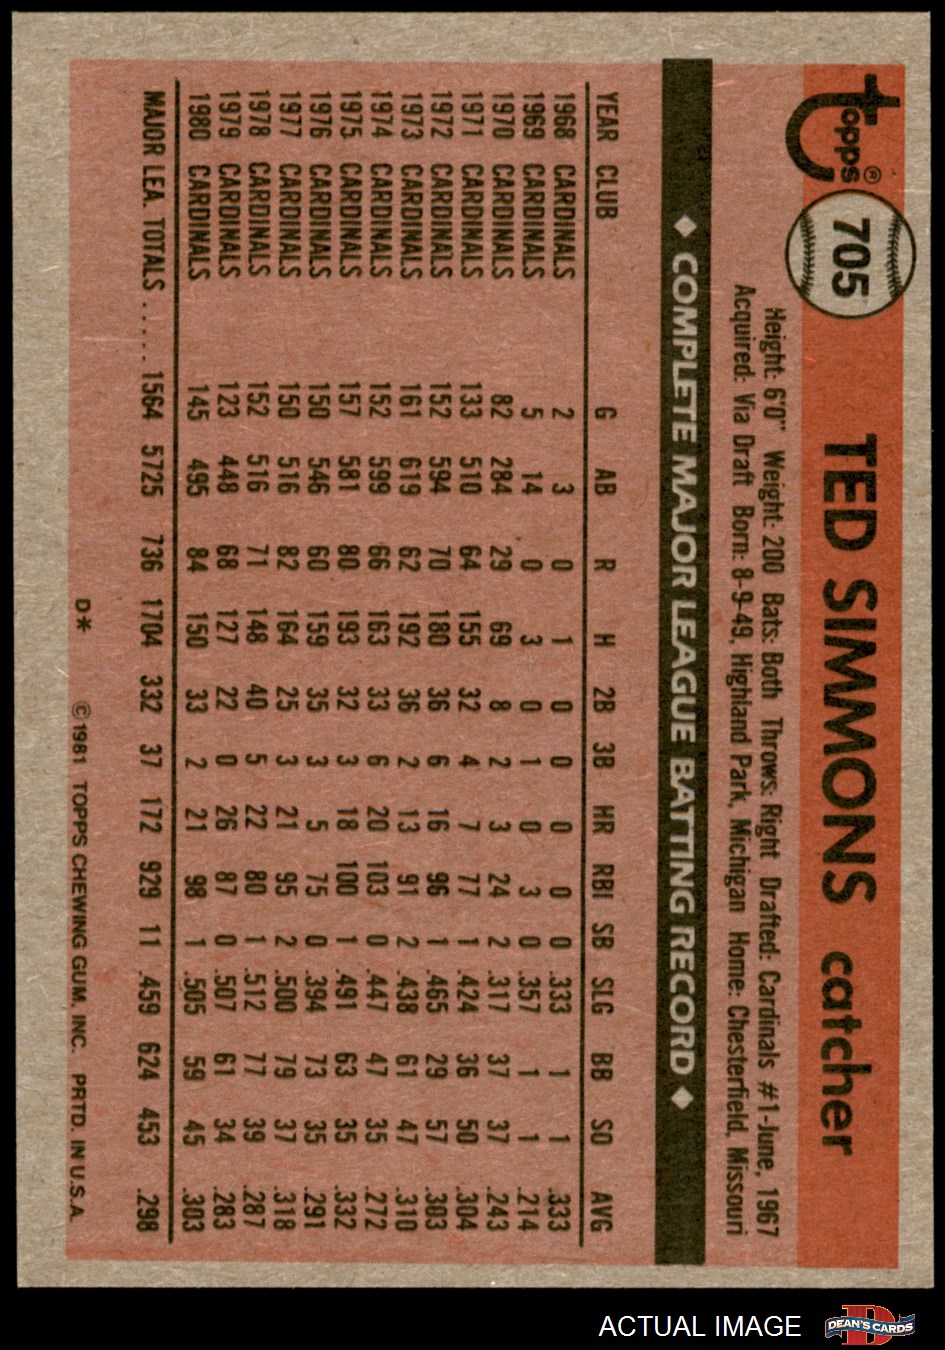 topps®
705
TED SIMMONS catcher
Height: 6'0" Weight: 200 Bats: Both Throws: Right Drafted: Cardinals #1-June, 1967
Acquired: Via Draft Born: 8-9-49, Highland Park, Michigan Home: Chesterfield, Missouri
◆ COMPLETE MAJOR LEAGUE BATTING RECORD ◆
YEAR CLUB G AB R H 2B 3B HR RBI SB SLG BB SO AVG
1968 CARDINALS 2 3 0 1 0 0 0 0 0 .333 1 1 .333
1969 CARDINALS 5 14 0 3 0 1 0 3 0 .357 1 1 .214
1970 CARDINALS 82 284 29 69 8 2 3 24 2 .317 37 37 .243
1971 CARDINALS 133 510 64 155 32 4 7 77 1 .424 36 50 .304
1972 CARDINALS 152 594 70 180 36 6 16 96 1 .465 29 57 .303
1973 CARDINALS 161 619 62 192 36 2 13 91 2 .438 61 47 .310
1974 CARDINALS 152 599 66 163 33 6 20 103 0 .447 47 35 .272
1975 CARDINALS 157 581 80 193 32 3 18 100 1 .491 63 35 .332
1976 CARDINALS 150 546 60 159 35 3 5 75 0 .394 73 35 .291
1977 CARDINALS 150 516 82 164 25 3 21 95 2 .500 79 37 .318
1978 CARDINALS 152 516 71 148 40 5 22 80 1 .512 77 39 .287
1979 CARDINALS 123 448 68 127 22 0 26 87 0 .507 61 34 .283
1980 CARDINALS 145 495 84 150 33 2 21 98 1 .505 59 45 .303
MAJOR LEA. TOTALS ..... 1564 5725 736 1704 332 37 172 929 11 .459 624 453 .298
D* ©1981 TOPPS CHEWING GUM, INC. PRTD. IN U.S.A.
ACTUAL IMAGE
D DEAN'S CARDS